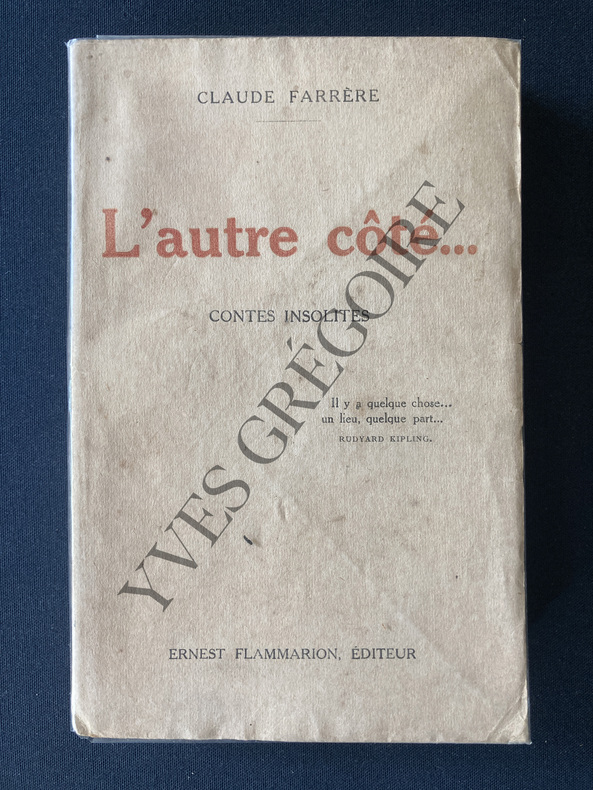 CLAUDE FARRÈRE
L'autre côté...
CONTES INSOLITES
Il y a quelque chose...
un lieu, quelque part...
RUDYARD KIPLING.
YVES GRÉGOIRE
ERNEST FLAMMARION, ÉDITEUR